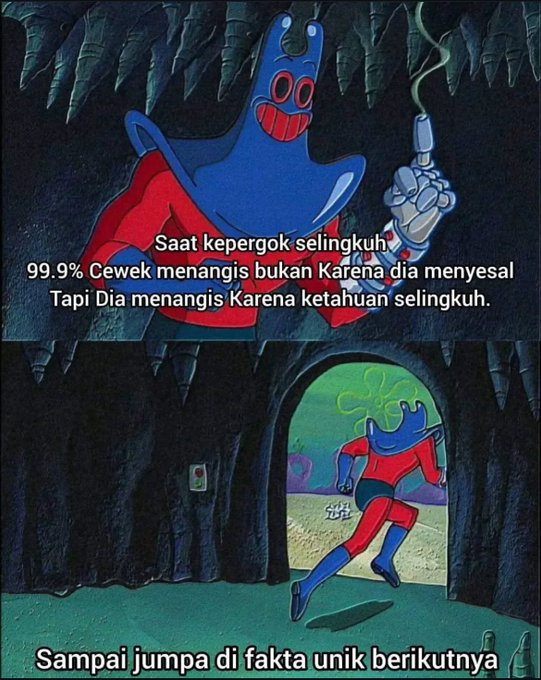 Saat kepergok selingkuh,
99.9% Cewek menangis bukan Karena dia menyesal
Tapi Dia menangis Karena ketahuan selingkuh.
Sampai jumpa di fakta unik berikutnya